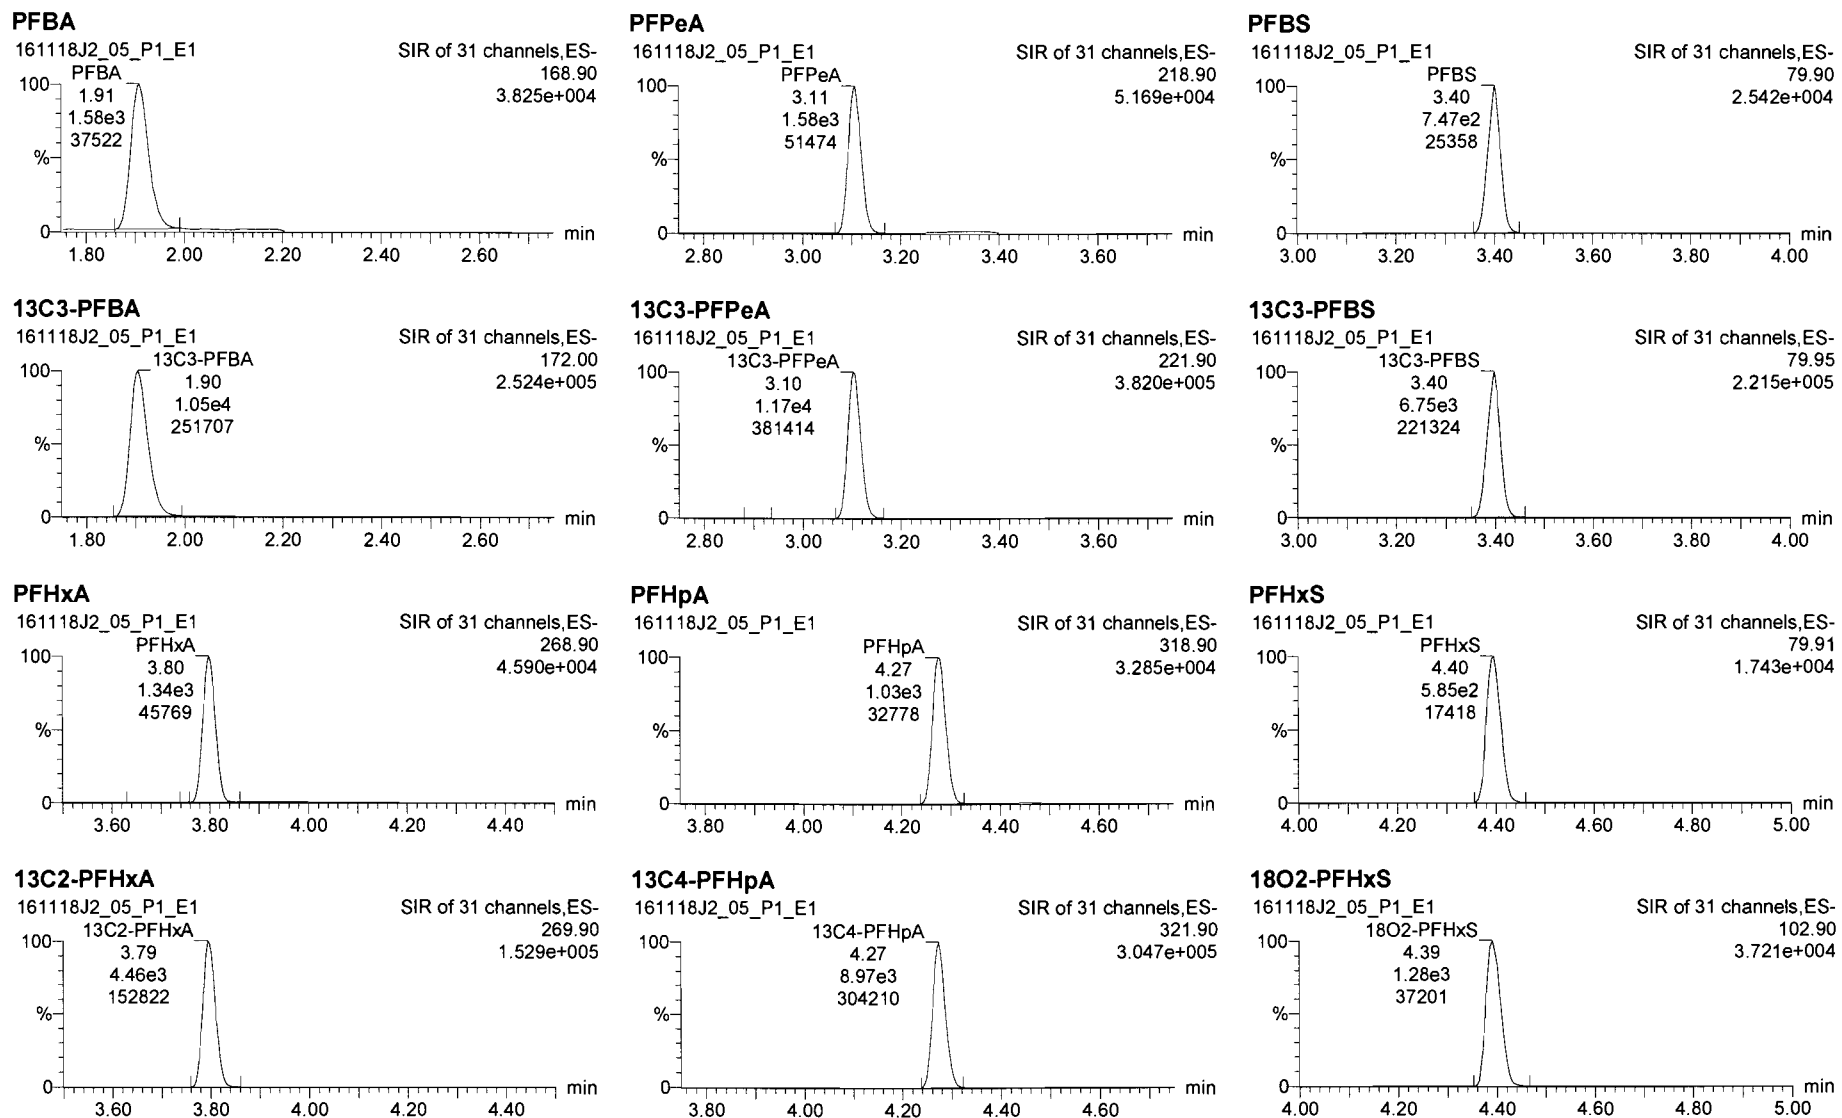 PFBA
161118J2_05_P1_E1
SIR of 31 channels,ES-
168.90
3.825e+004
PFBA
1.91
1.58e3
37522
100
%
0
min
1.80 2.00 2.20 2.40 2.60
PFPeA
161118J2_05_P1_E1
SIR of 31 channels,ES-
218.90
5.169e+004
PFPeA
3.11
1.58e3
51474
100
%
0
min
2.80 3.00 3.20 3.40 3.60
PFBS
161118J2_05_P1_E1
SIR of 31 channels,ES-
79.90
2.542e+004
PFBS
3.40
7.47e2
25358
100
%
0
min
3.00 3.20 3.40 3.60 3.80 4.00
13C3-PFBA
161118J2_05_P1_E1
SIR of 31 channels,ES-
172.00
2.524e+005
13C3-PFBA
1.90
1.05e4
251707
100
%
0
min
1.80 2.00 2.20 2.40 2.60
13C3-PFPeA
161118J2_05_P1_E1
SIR of 31 channels,ES-
221.90
3.820e+005
13C3-PFPeA
3.10
1.17e4
381414
100
%
0
min
2.80 3.00 3.20 3.40 3.60
13C3-PFBS
161118J2_05_P1_E1
SIR of 31 channels,ES-
79.95
2.215e+005
13C3-PFBS
3.40
6.75e3
221324
100
%
0
min
3.00 3.20 3.40 3.60 3.80 4.00
PFHxA
161118J2_05_P1_E1
SIR of 31 channels,ES-
268.90
4.590e+004
PFHxA
3.80
1.34e3
45769
100
%
0
min
3.60 3.80 4.00 4.20 4.40
PFHpA
161118J2_05_P1_E1
SIR of 31 channels,ES-
318.90
3.285e+004
PFHpA
4.27
1.03e3
32778
100
%
0
min
3.80 4.00 4.20 4.40 4.60
PFHxS
161118J2_05_P1_E1
SIR of 31 channels,ES-
79.91
1.743e+004
PFHxS
4.40
5.85e2
17418
100
%
0
min
4.00 4.20 4.40 4.60 4.80 5.00
13C2-PFHxA
161118J2_05_P1_E1
SIR of 31 channels,ES-
269.90
1.529e+005
13C2-PFHxA
3.79
4.46e3
152822
100
%
0
min
3.60 3.80 4.00 4.20 4.40
13C4-PFHpA
161118J2_05_P1_E1
SIR of 31 channels,ES-
321.90
3.047e+005
13C4-PFHpA
4.27
8.97e3
304210
100
%
0
min
3.80 4.00 4.20 4.40 4.60
18O2-PFHxS
161118J2_05_P1_E1
SIR of 31 channels,ES-
102.90
3.721e+004
18O2-PFHxS
4.39
1.28e3
37201
100
%
0
min
4.00 4.20 4.40 4.60 4.80 5.00